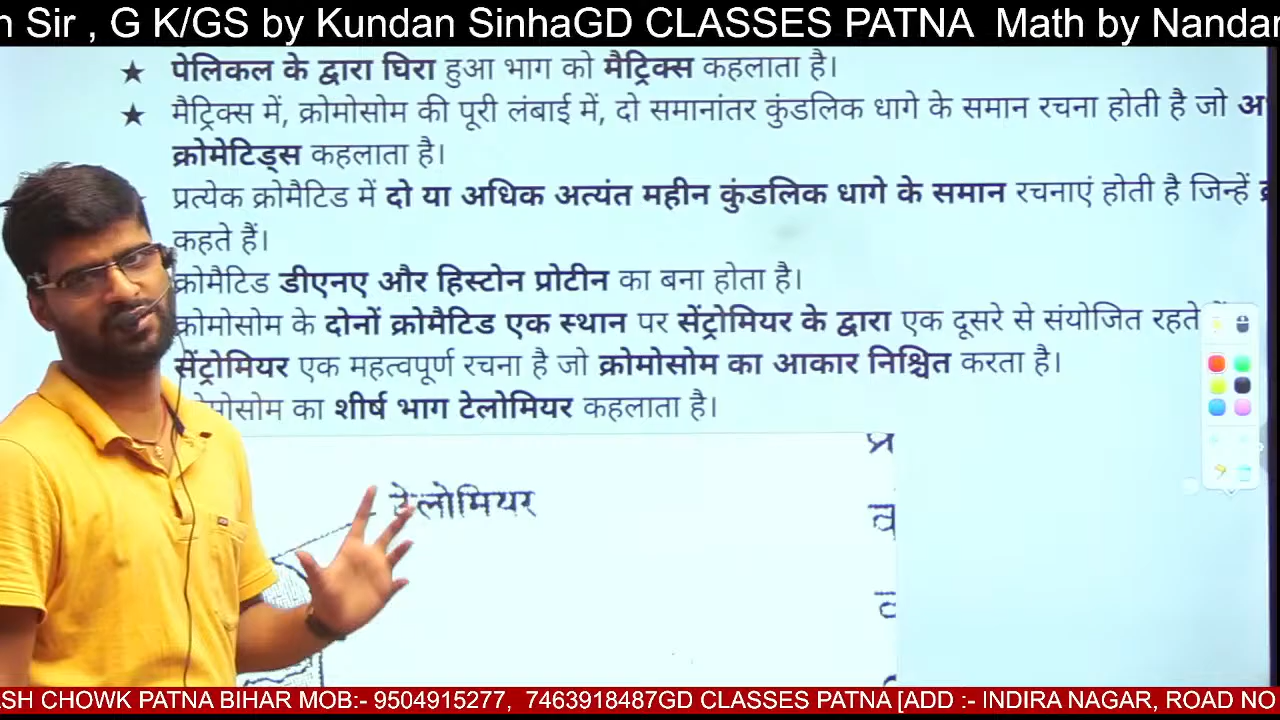 Sir , G K/GS by Kundan SinhaGD CLASSES PATNA Math by
पेलिकल के द्वारा घिरा हुआ भाग को मैट्रिक्स कहलाता है।
मैट्रिक्स में, क्रोमोसोम की पूरी लंबाई में, दो समानांतर कुंडलिक धागे के समान रचना होती है जो
क्रोमेटिड्स कहलाता है।
प्रत्येक क्रोमैटिड में दो या अधिक अत्यंत महीन कुंडलिक धागे के समान रचनाएं होती है जिन्हें
कहते हैं।
क्रोमैटिड डीएनए और हिस्टोन प्रोटीन का बना होता है।
क्रोमोसोम के दोनों क्रोमैटिड एक स्थान पर सेंट्रोमियर के द्वारा एक दूसरे से संयोजित रहते
सेंट्रोमियर एक महत्वपूर्ण रचना है जो क्रोमोसोम का आकार निश्चित करता है।
का शीर्ष भाग टेलोमियर कहलाता है।
टेलोमियर
CHOWK PATNA BIHAR MOB:- 9504915277, 7463918487GD CLASSES PATNA [ADD :- INDIRA NAGAR, ROAD NO